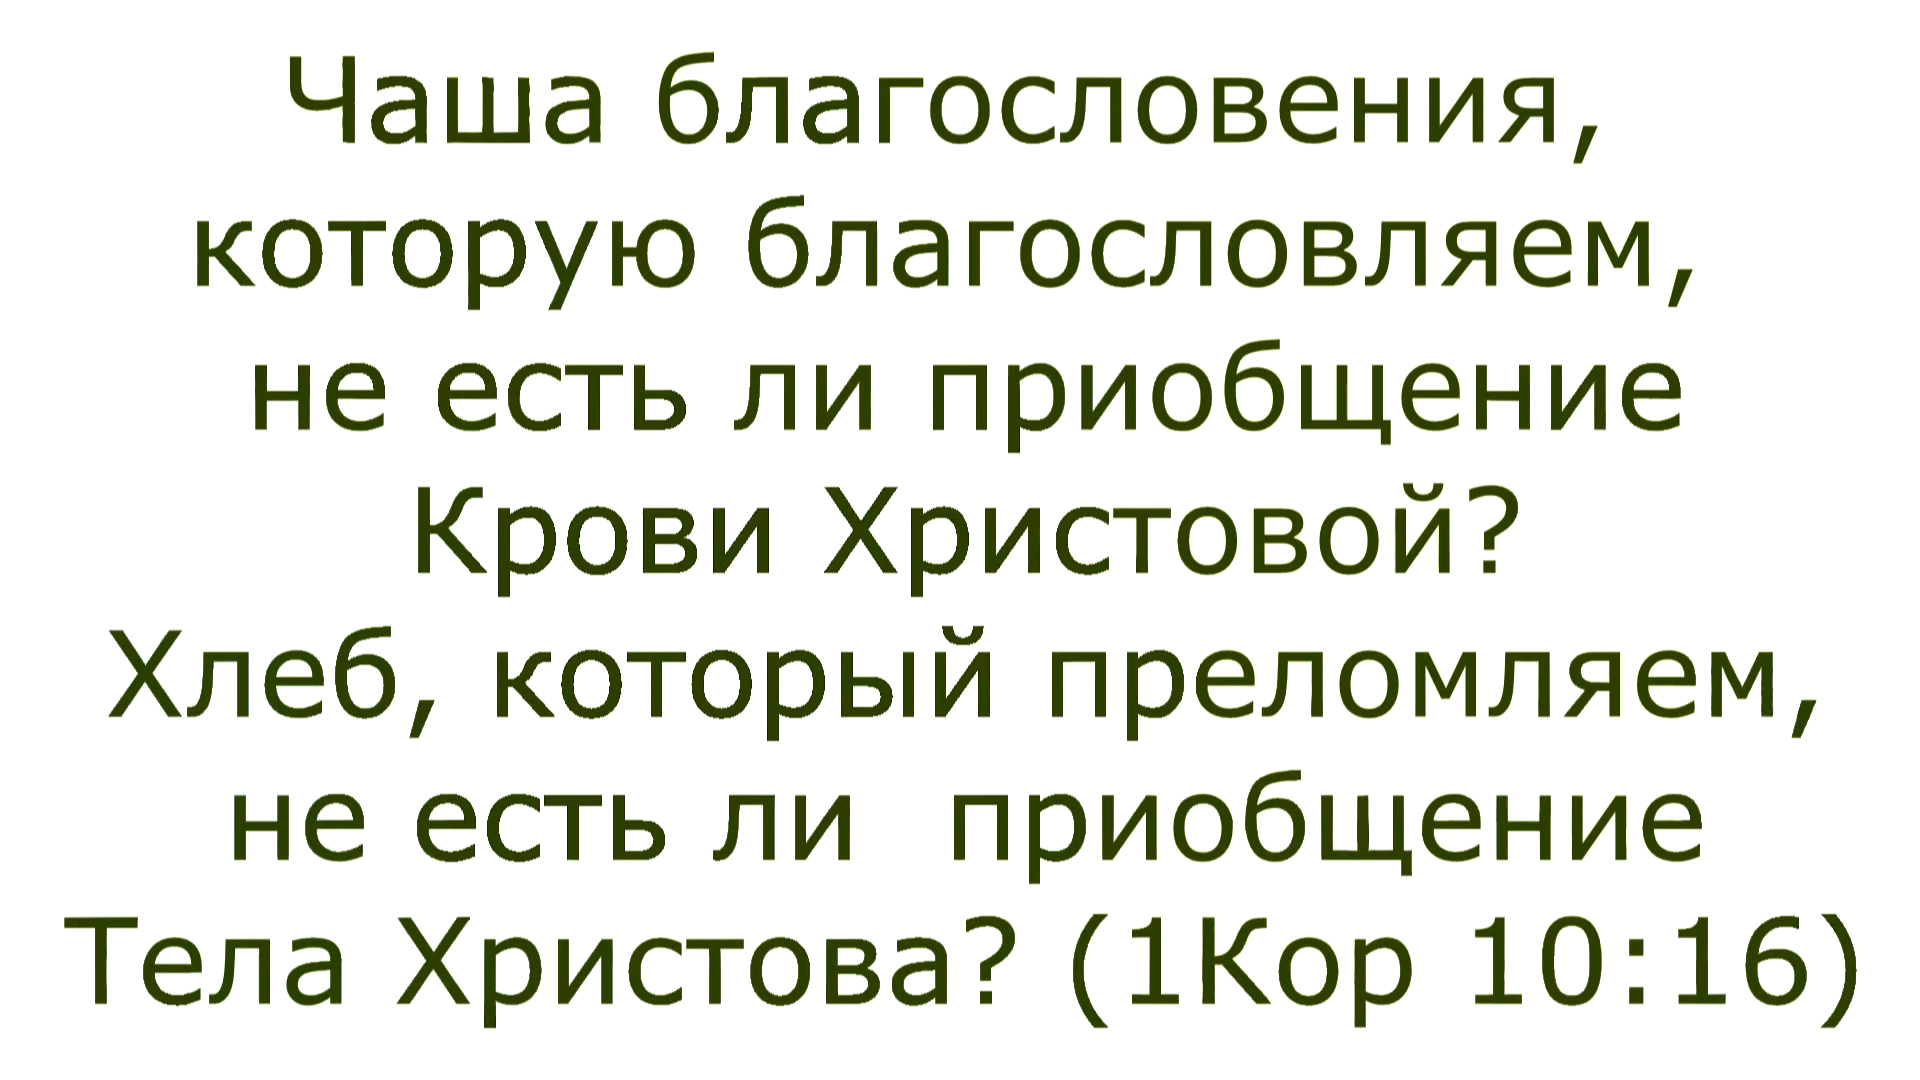 Чаша благословения,
которую благословляем,
не есть ли приобщение
Крови Христовой?
Хлеб, который преломляем,
не есть ли  приобщение
Тела Христова? (1Кор 10:16)